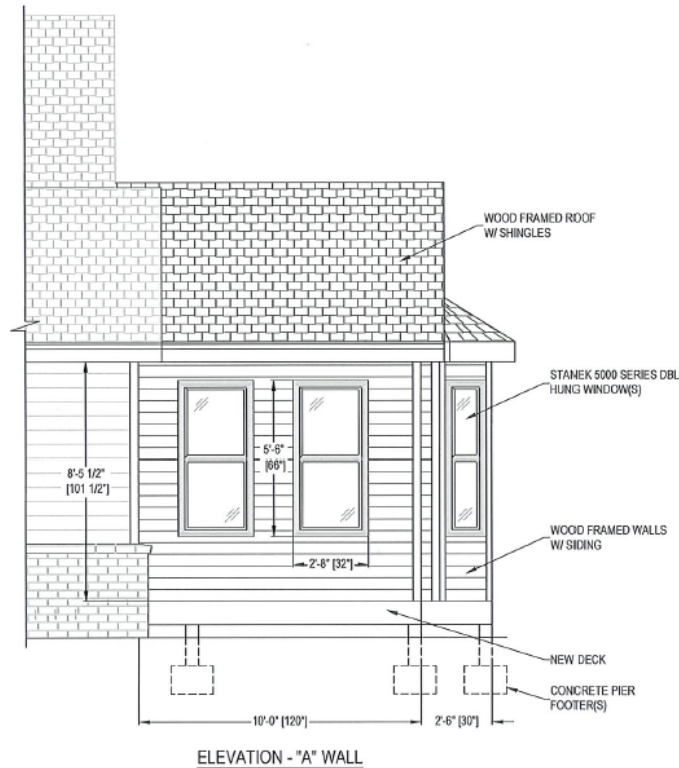 WOOD FRAMED ROOF
W/ SHINGLES
STANEK 5000 SERIES DBL
HUNG WINDOW(S)
5'-6"
[66"]
8'-5 1/2"
[101 1/2"]
WOOD FRAMED WALLS
W/ SIDING
2'-8" [32"]
NEW DECK
CONCRETE PIER
FOOTER(S)
10'-0" [120"]
2'-6" [30"]
ELEVATION - "A" WALL